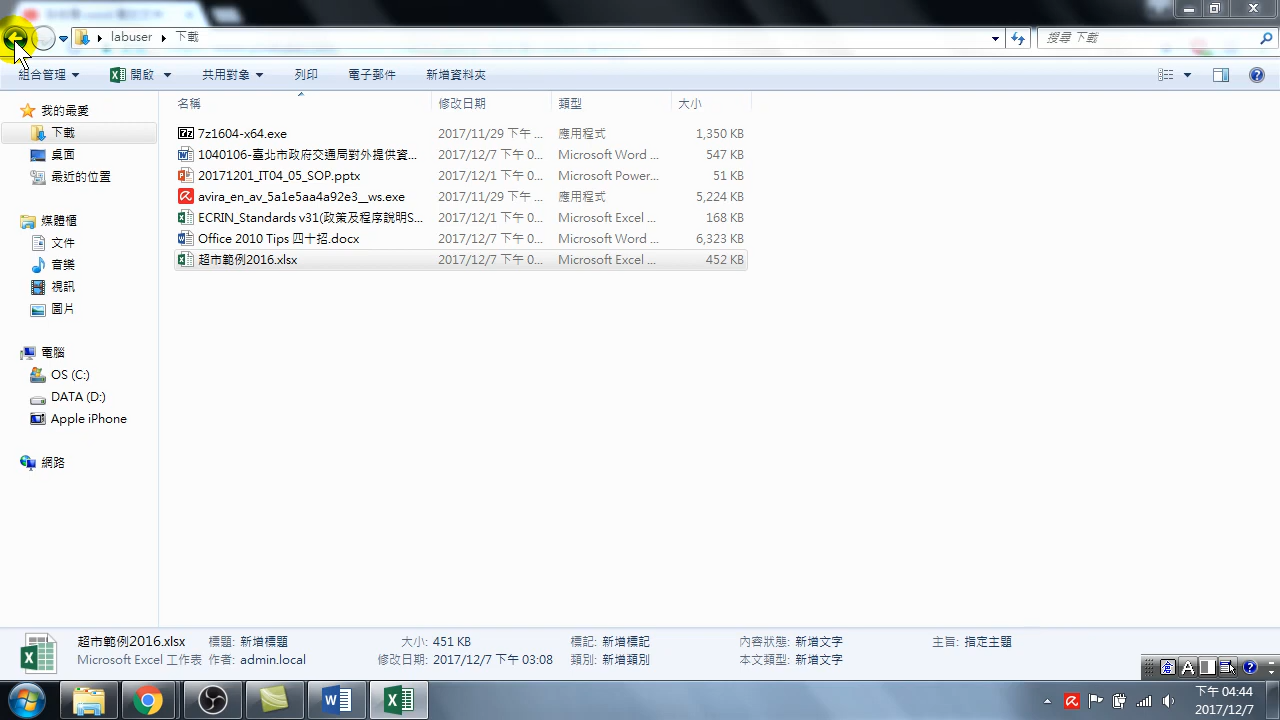 labuser 下載
搜尋 下載
組合管理 開啟 共用對象 列印 電子郵件 新增資料夾
名稱 修改日期 類型 大小
我的最愛
下載
桌面
最近的位置
媒體櫃
文件
音樂
視訊
圖片
電腦
OS (C:)
DATA (D:)
Apple iPhone
網路
7z1604-x64.exe 2017/11/29 下午 ... 應用程式 1,350 KB
1040106-臺北市政府交通局對外提供資... 2017/12/7 下午 0... Microsoft Word ... 547 KB
20171201_IT04_05_SOP.pptx 2017/12/1 下午 0... Microsoft Power... 51 KB
avira_en_av_5a1e5aa4a92e3__ws.exe 2017/11/29 下午 ... 應用程式 5,224 KB
ECRIN_Standards v31(政策及程序說明S... 2017/12/1 下午 0... Microsoft Excel ... 168 KB
Office 2010 Tips 四十招.docx 2017/12/7 下午 0... Microsoft Word ... 6,323 KB
超市範例2016.xlsx 2017/12/7 下午 0... Microsoft Excel ... 452 KB
超市範例2016.xlsx 標題: 新增標題 大小: 451 KB 標記: 新增標記 內容狀態: 新增文字 主旨: 指定主題
Microsoft Excel 工作表 作者: admin.local 修改日期: 2017/12/7 下午 03:08 類別: 新增類別 本文類型: 新增文字
下午 04:44
2017/12/7